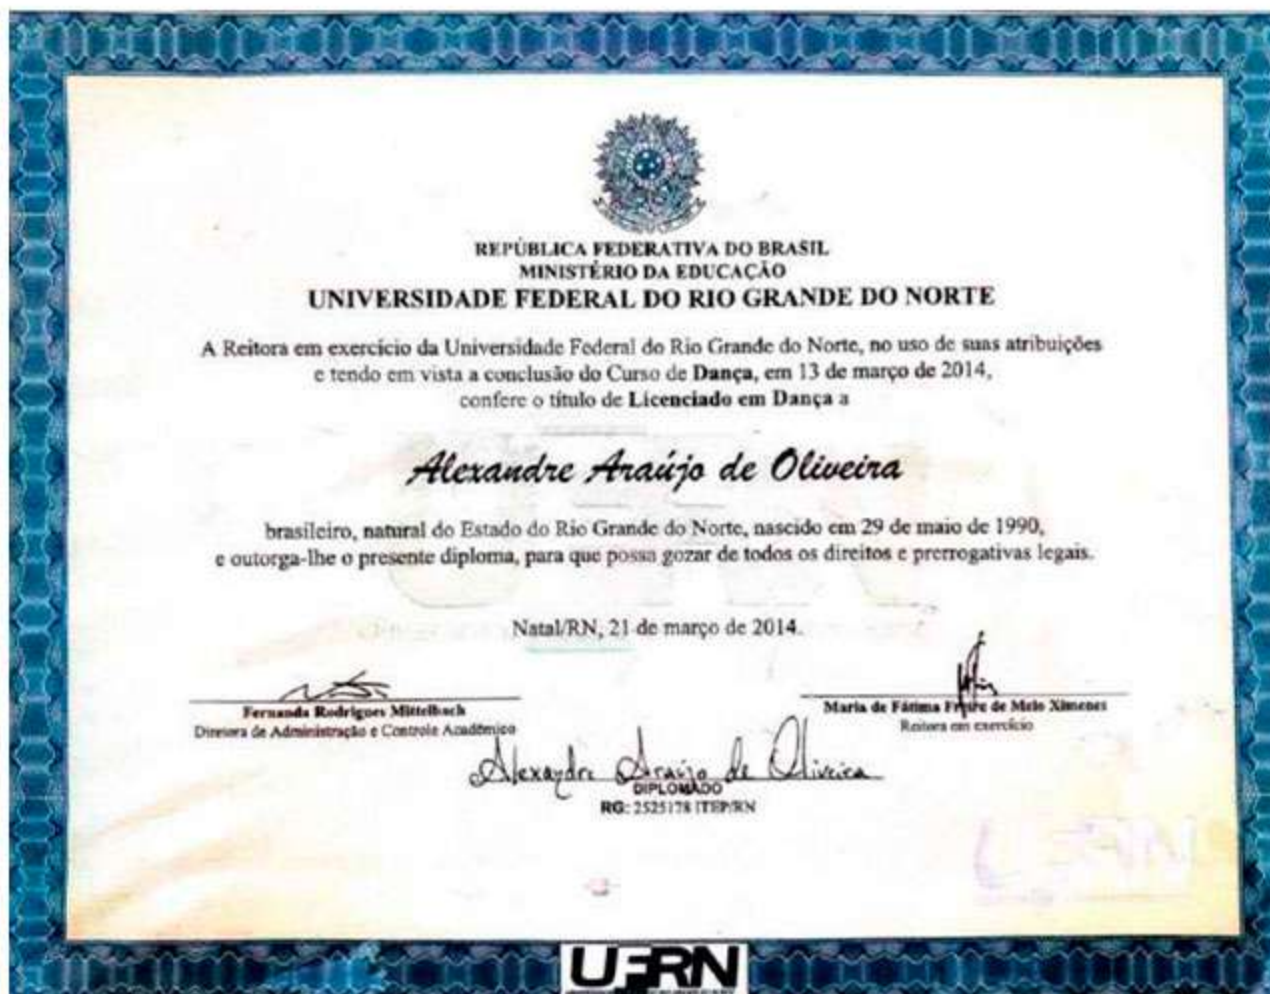 REPÚBLICA FEDERATIVA DO BRASIL
MINISTÉRIO DA EDUCAÇÃO
UNIVERSIDADE FEDERAL DO RIO GRANDE DO NORTE
A Reitora em exercício da Universidade Federal do Rio Grande do Norte, no uso de suas atribuições
e tendo em vista a conclusão do Curso de Dança, em 13 de março de 2014,
confere o título de Licenciado em Dança a
Alexandre Araújo de Oliveira
brasileiro, natural do Estado do Rio Grande do Norte, nascido em 29 de maio de 1990,
e outorga-lhe o presente diploma, para que possa gozar de todos os direitos e prerrogativas legais.
Natal/RN, 21 de março de 2014.
Fernanda Rodrigues Mittelbach
Diretora de Administração e Controle Acadêmico
Maria de Fátima Freire de Melo Ximenes
Reitora em exercício
Alexandre Araújo de Oliveira
DIPLOMADO
RG: 2525178 ITEP/RN
UFRN